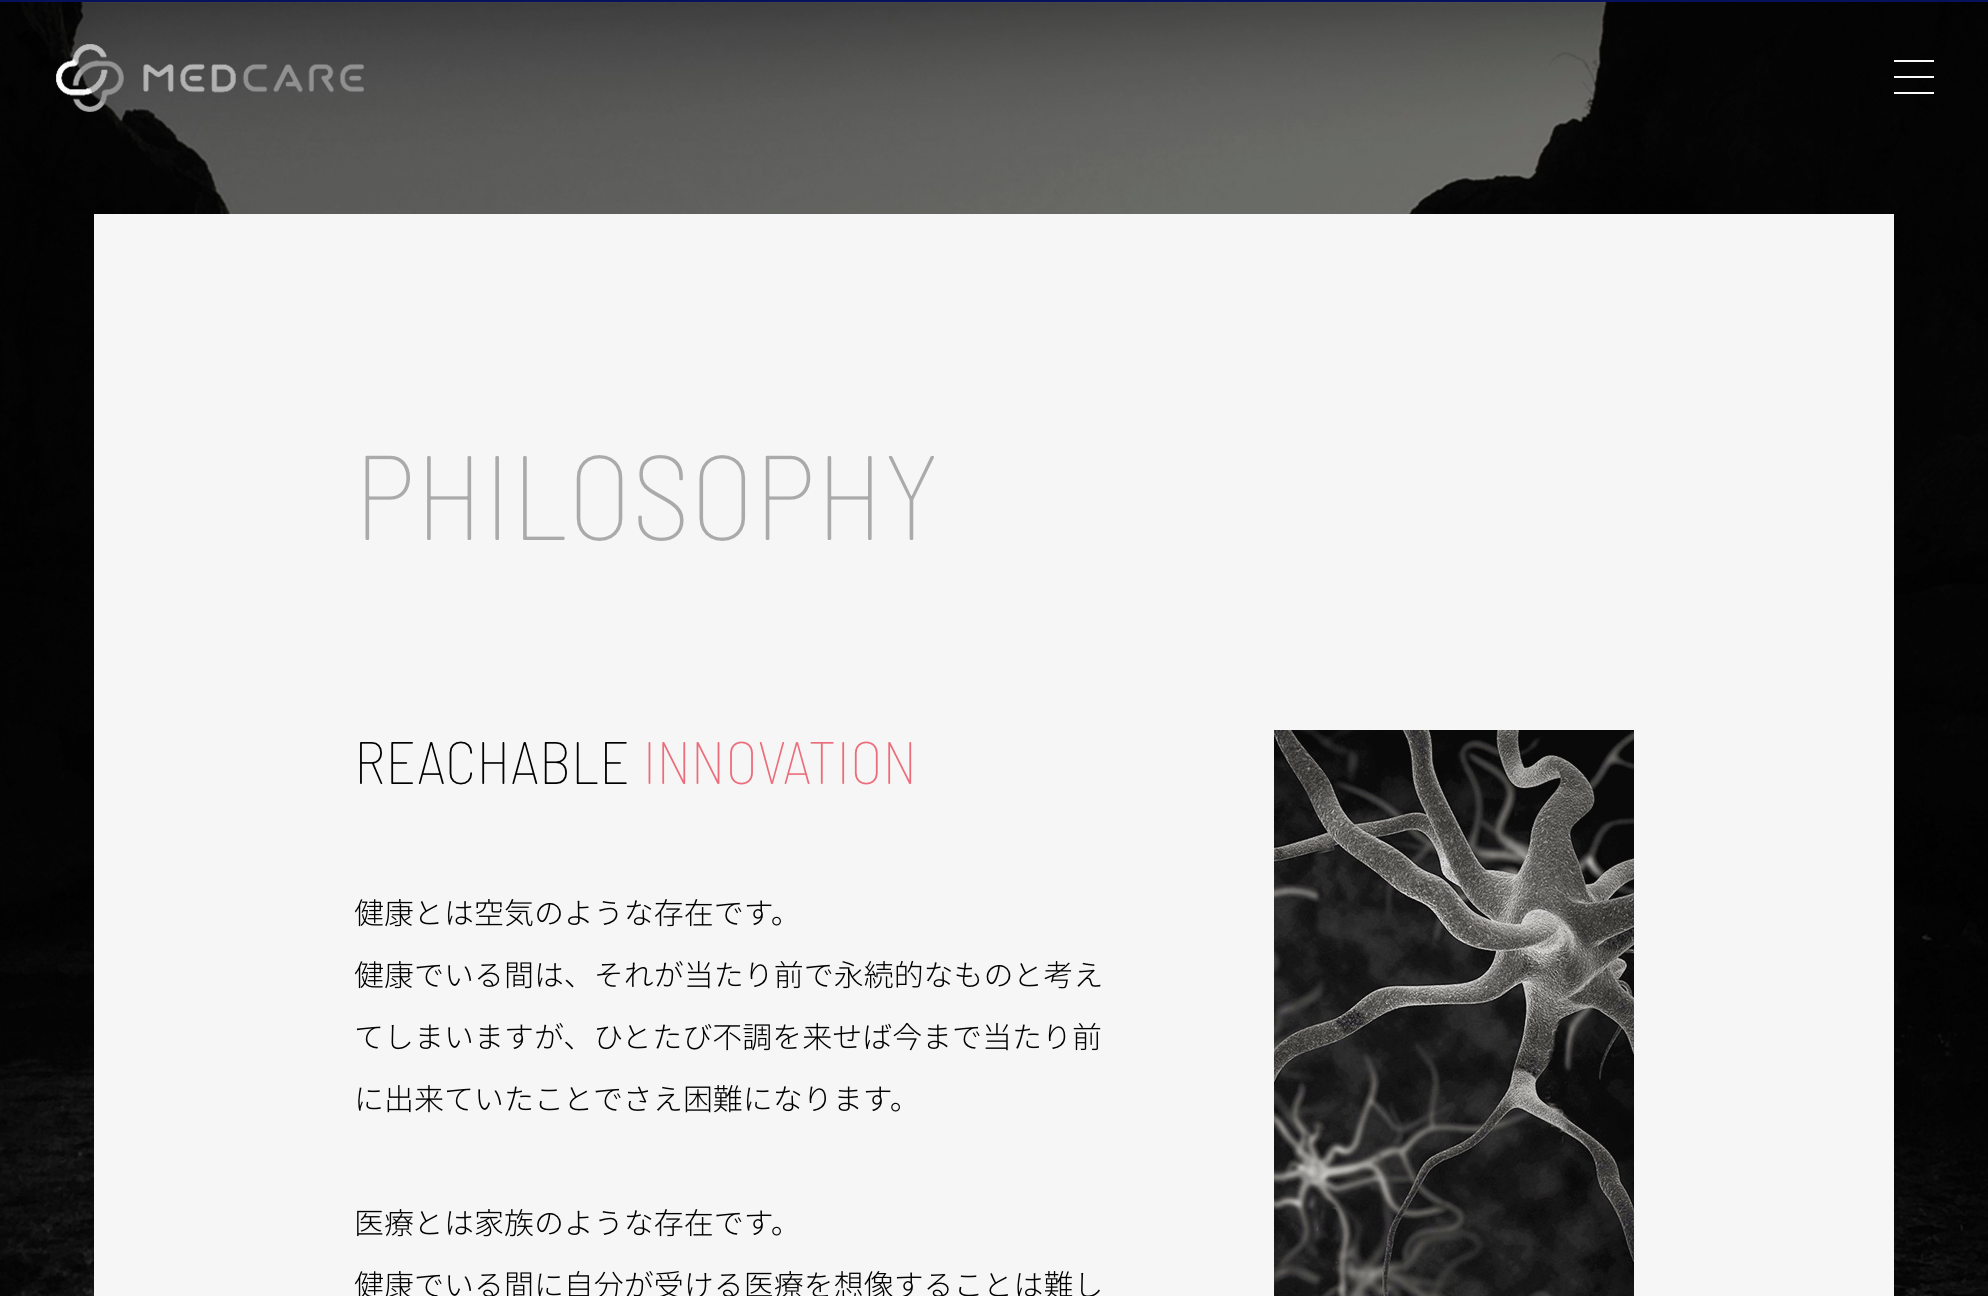 MEDCARE
PHILOSOPHY
REACHABLE INNOVATION
健康とは空気のような存在です。
健康でいる間は、それが当たり前で永続的なものと考え
てしまいますが、ひとたび不調を来せば今まで当たり前
に出来ていたことでさえ困難になります。
医療とは家族のような存在です。
健康でいる間に自分が受ける医療を想像することは難し